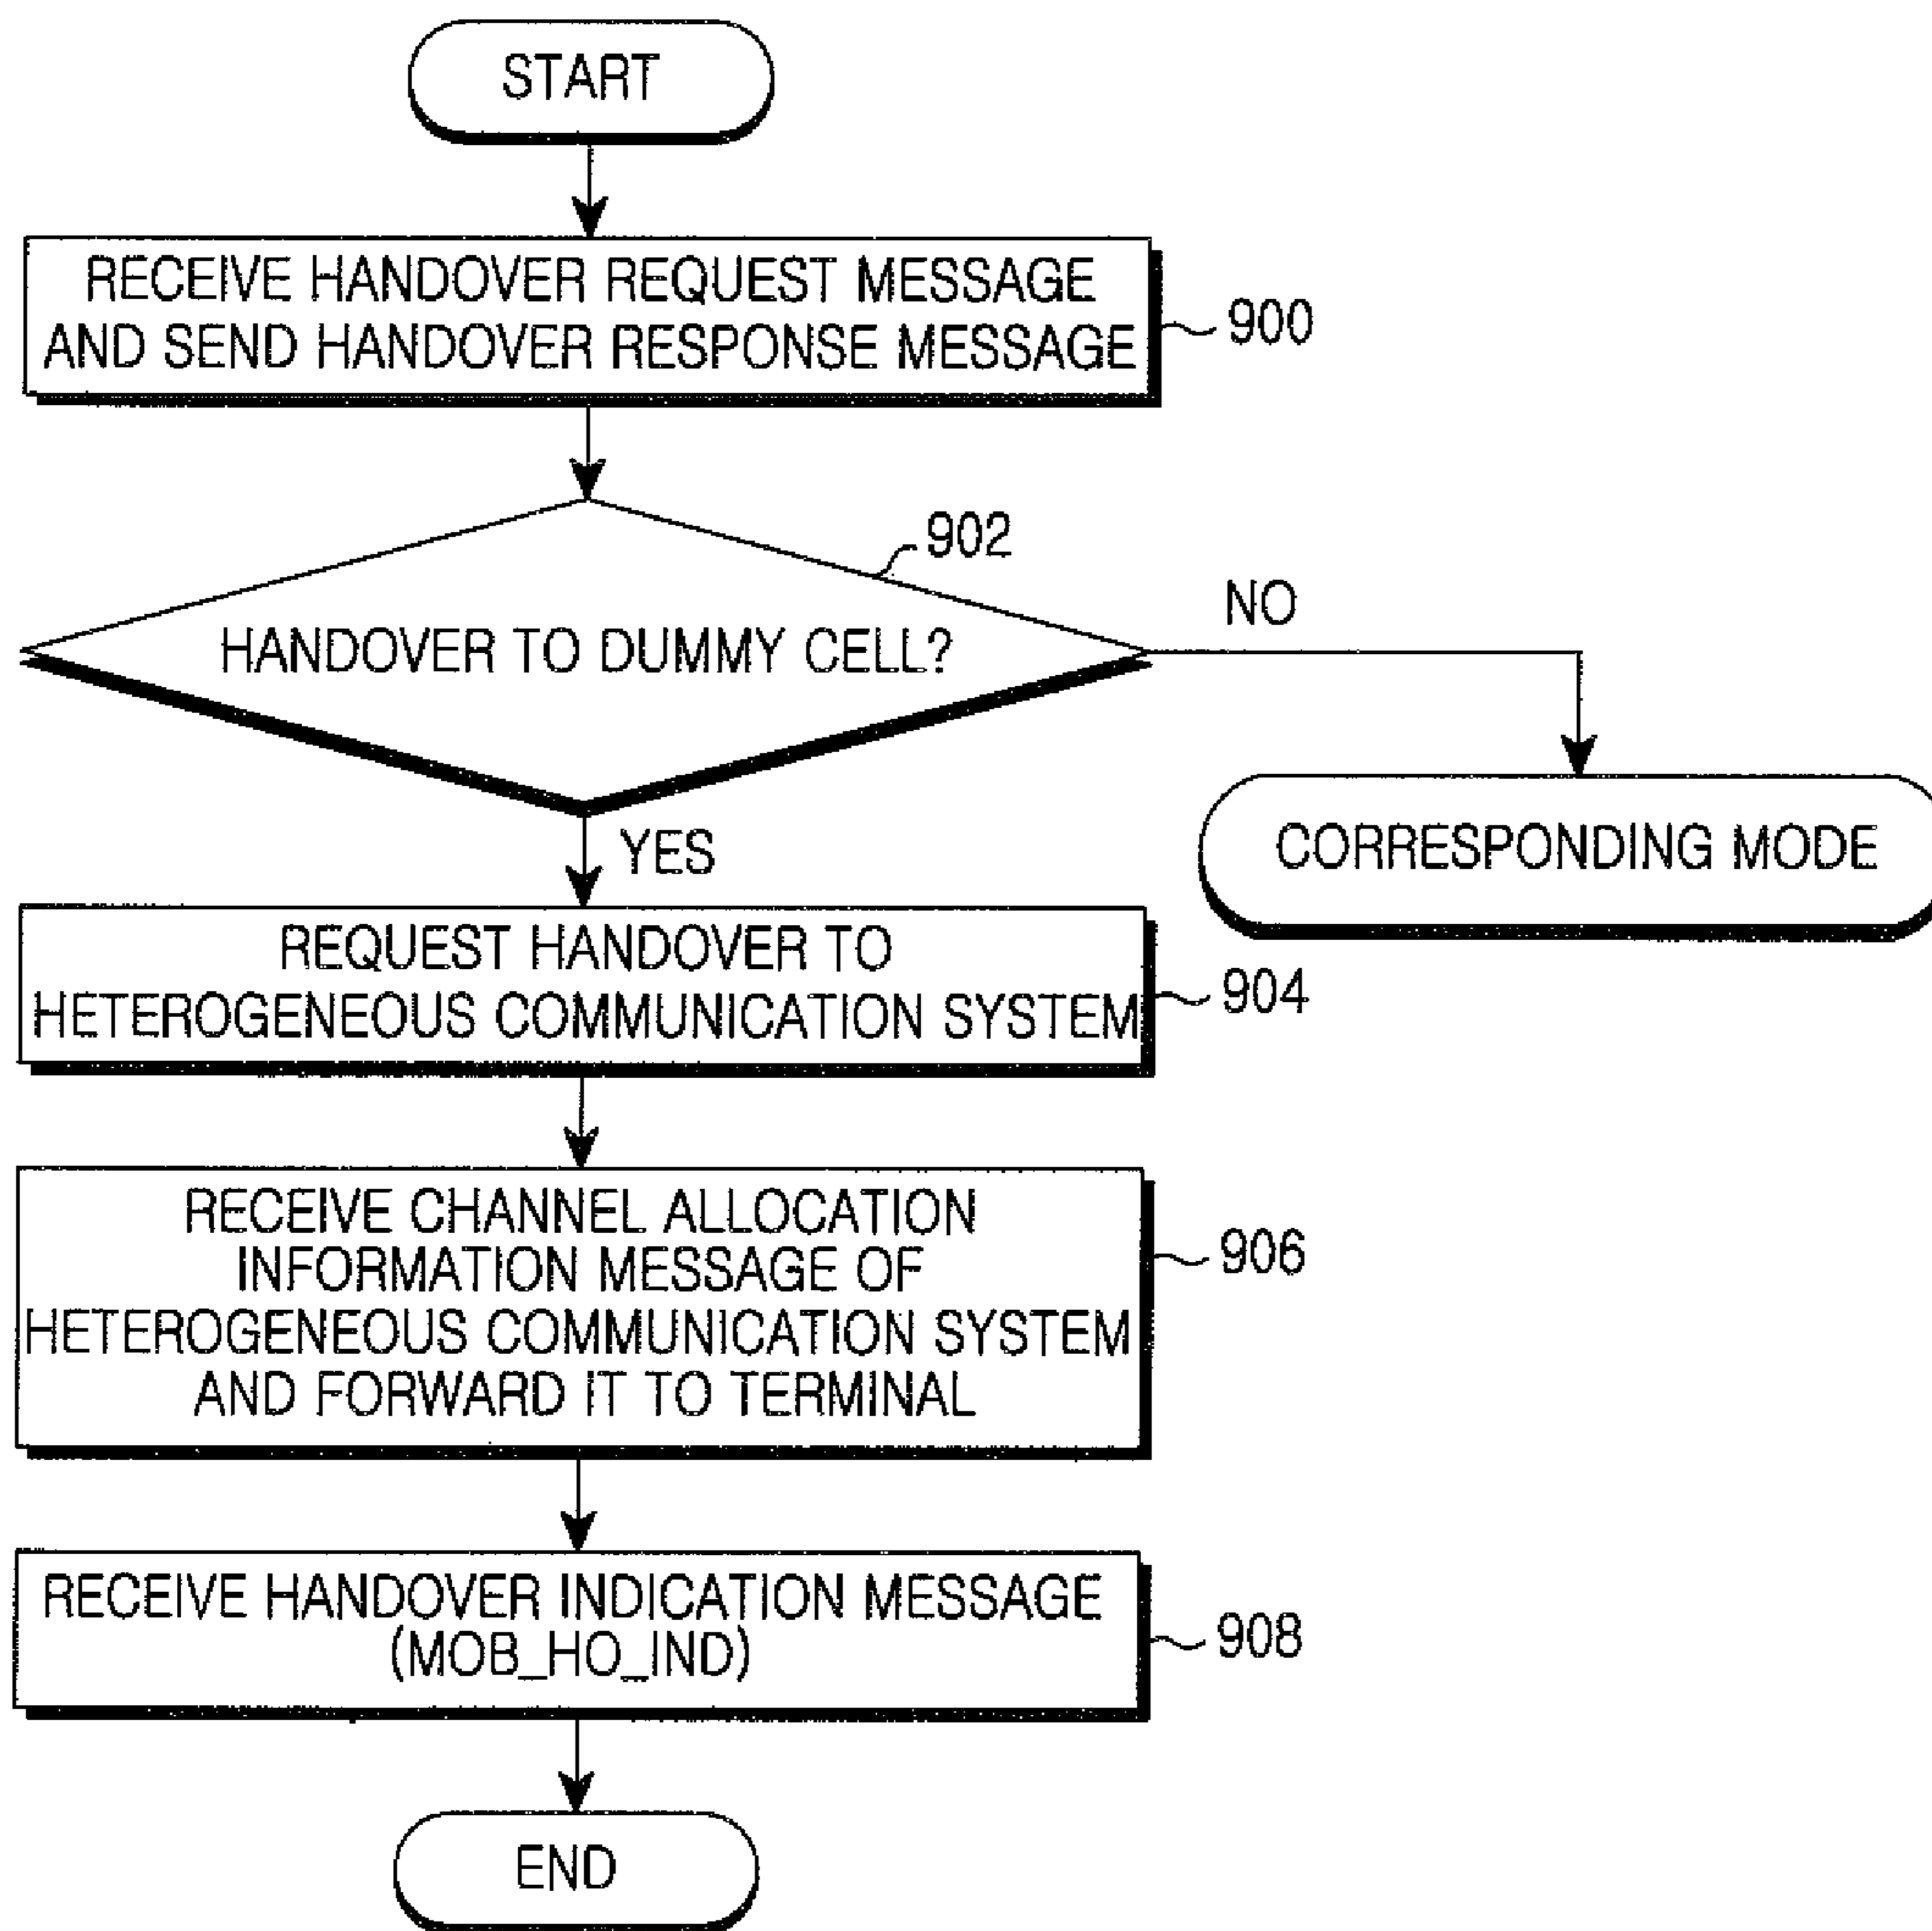 START
RECEIVE HANDOVER REQUEST MESSAGE
AND SEND HANDOVER RESPONSE MESSAGE
900
902
HANDOVER TO DUMMY CELL?
NO
CORRESPONDING MODE
YES
REQUEST HANDOVER TO
HETEROGENEOUS COMMUNICATION SYSTEM
904
RECEIVE CHANNEL ALLOCATION
INFORMATION MESSAGE OF
HETEROGENEOUS COMMUNICATION SYSTEM
AND FORWARD IT TO TERMINAL
906
RECEIVE HANDOVER INDICATION MESSAGE
(MOB_HO_IND)
908
END